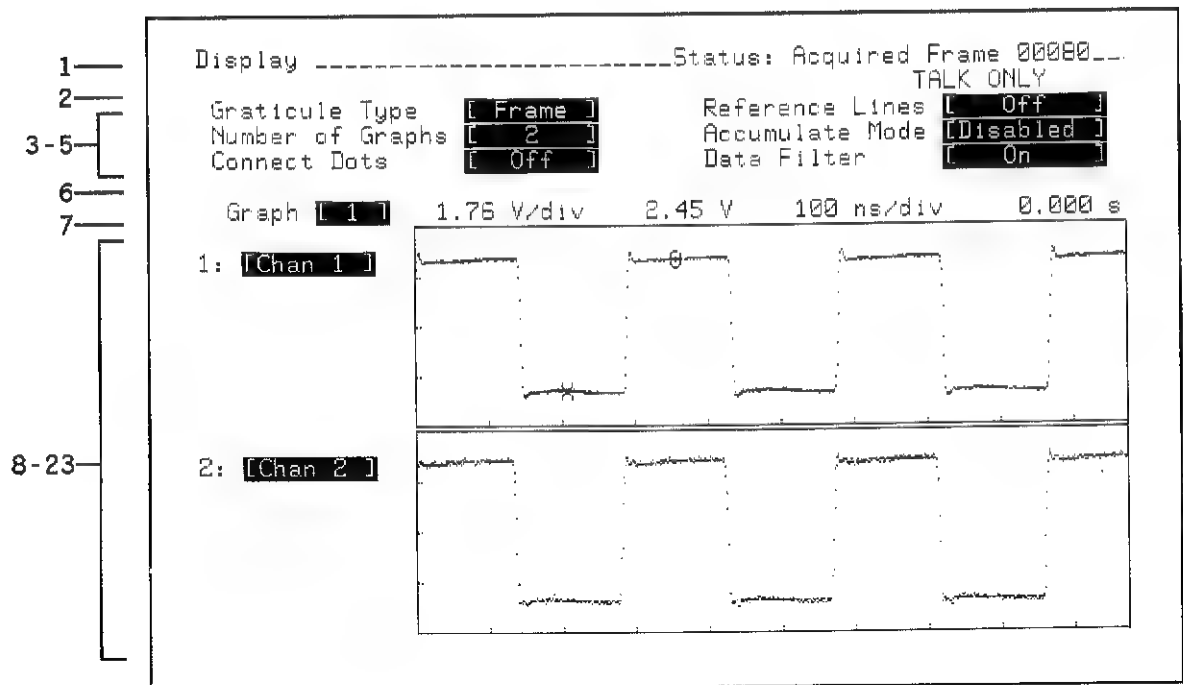 1
2
3-5
6
7
8-23
Display Status: Acquired Frame 00080
TALK ONLY
Graticule Type [ Frame ] Reference Lines [ Off ]
Number of Graphs [ 2 ] Accumulate Mode [Disabled ]
Connect Dots [ Off ] Data Filter [ On ]
Graph [ 1 ] 1.76 V/div 2.45 V 100 ns/div 0.000 s
1: [Chan 1 ]
2: [Chan 2 ]